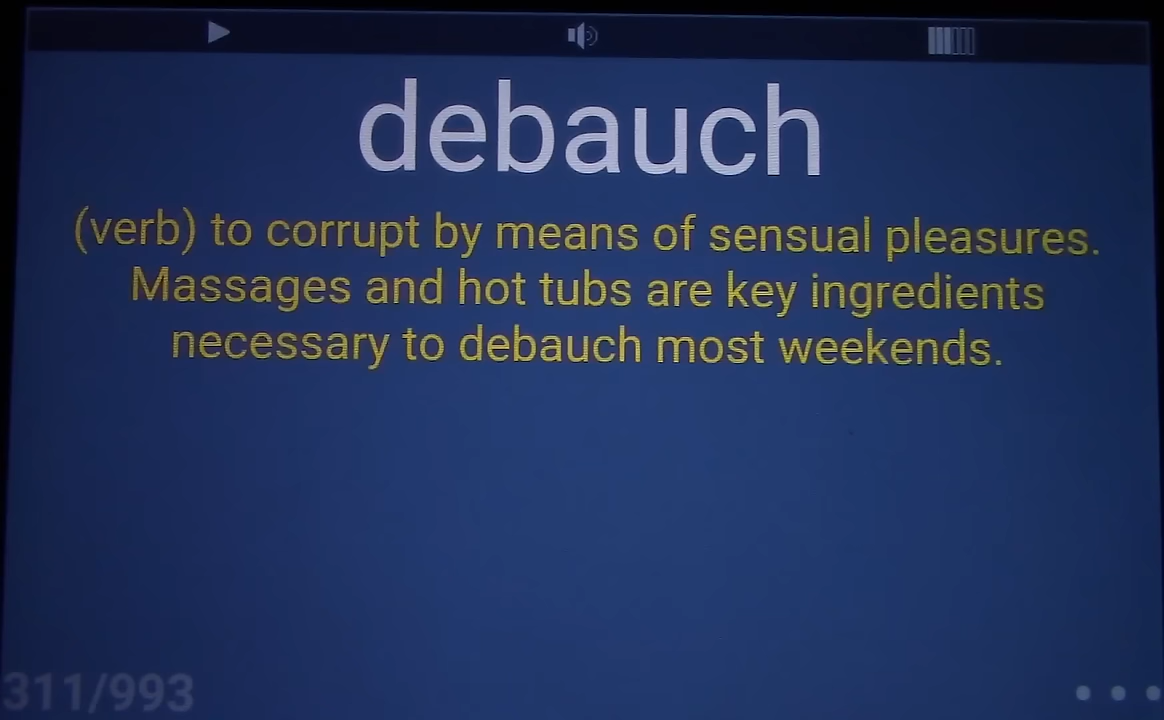 debauch
(verb) to corrupt by means of sensual pleasures.
Massages and hot tubs are key ingredients
necessary to debauch most weekends.
311/993